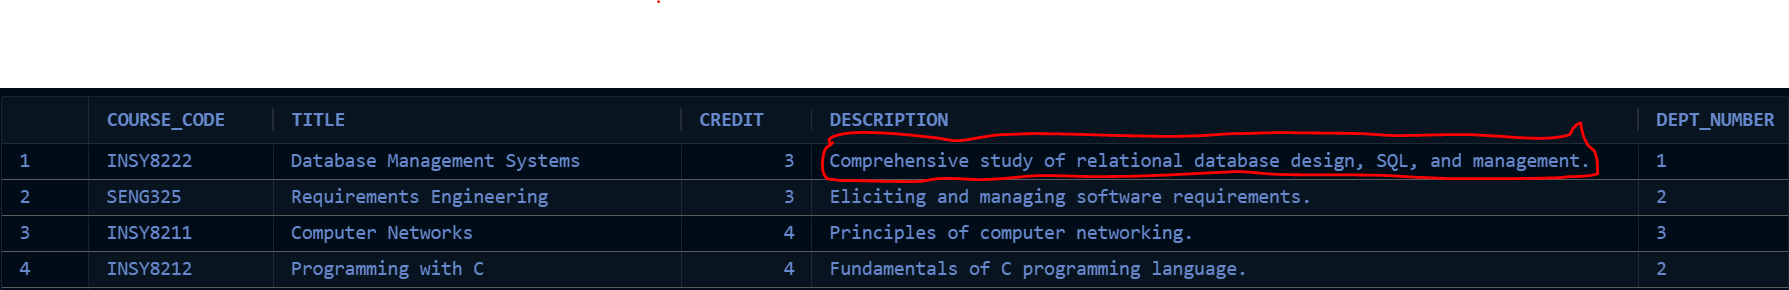 COURSE_CODE TITLE CREDIT DESCRIPTION DEPT_NUMBER
1 INSY8222 Database Management Systems 3 Comprehensive study of relational database design, SQL, and management. 1
2 SENG325 Requirements Engineering 3 Eliciting and managing software requirements. 2
3 INSY8211 Computer Networks 4 Principles of computer networking. 3
4 INSY8212 Programming with C 4 Fundamentals of C programming language. 2